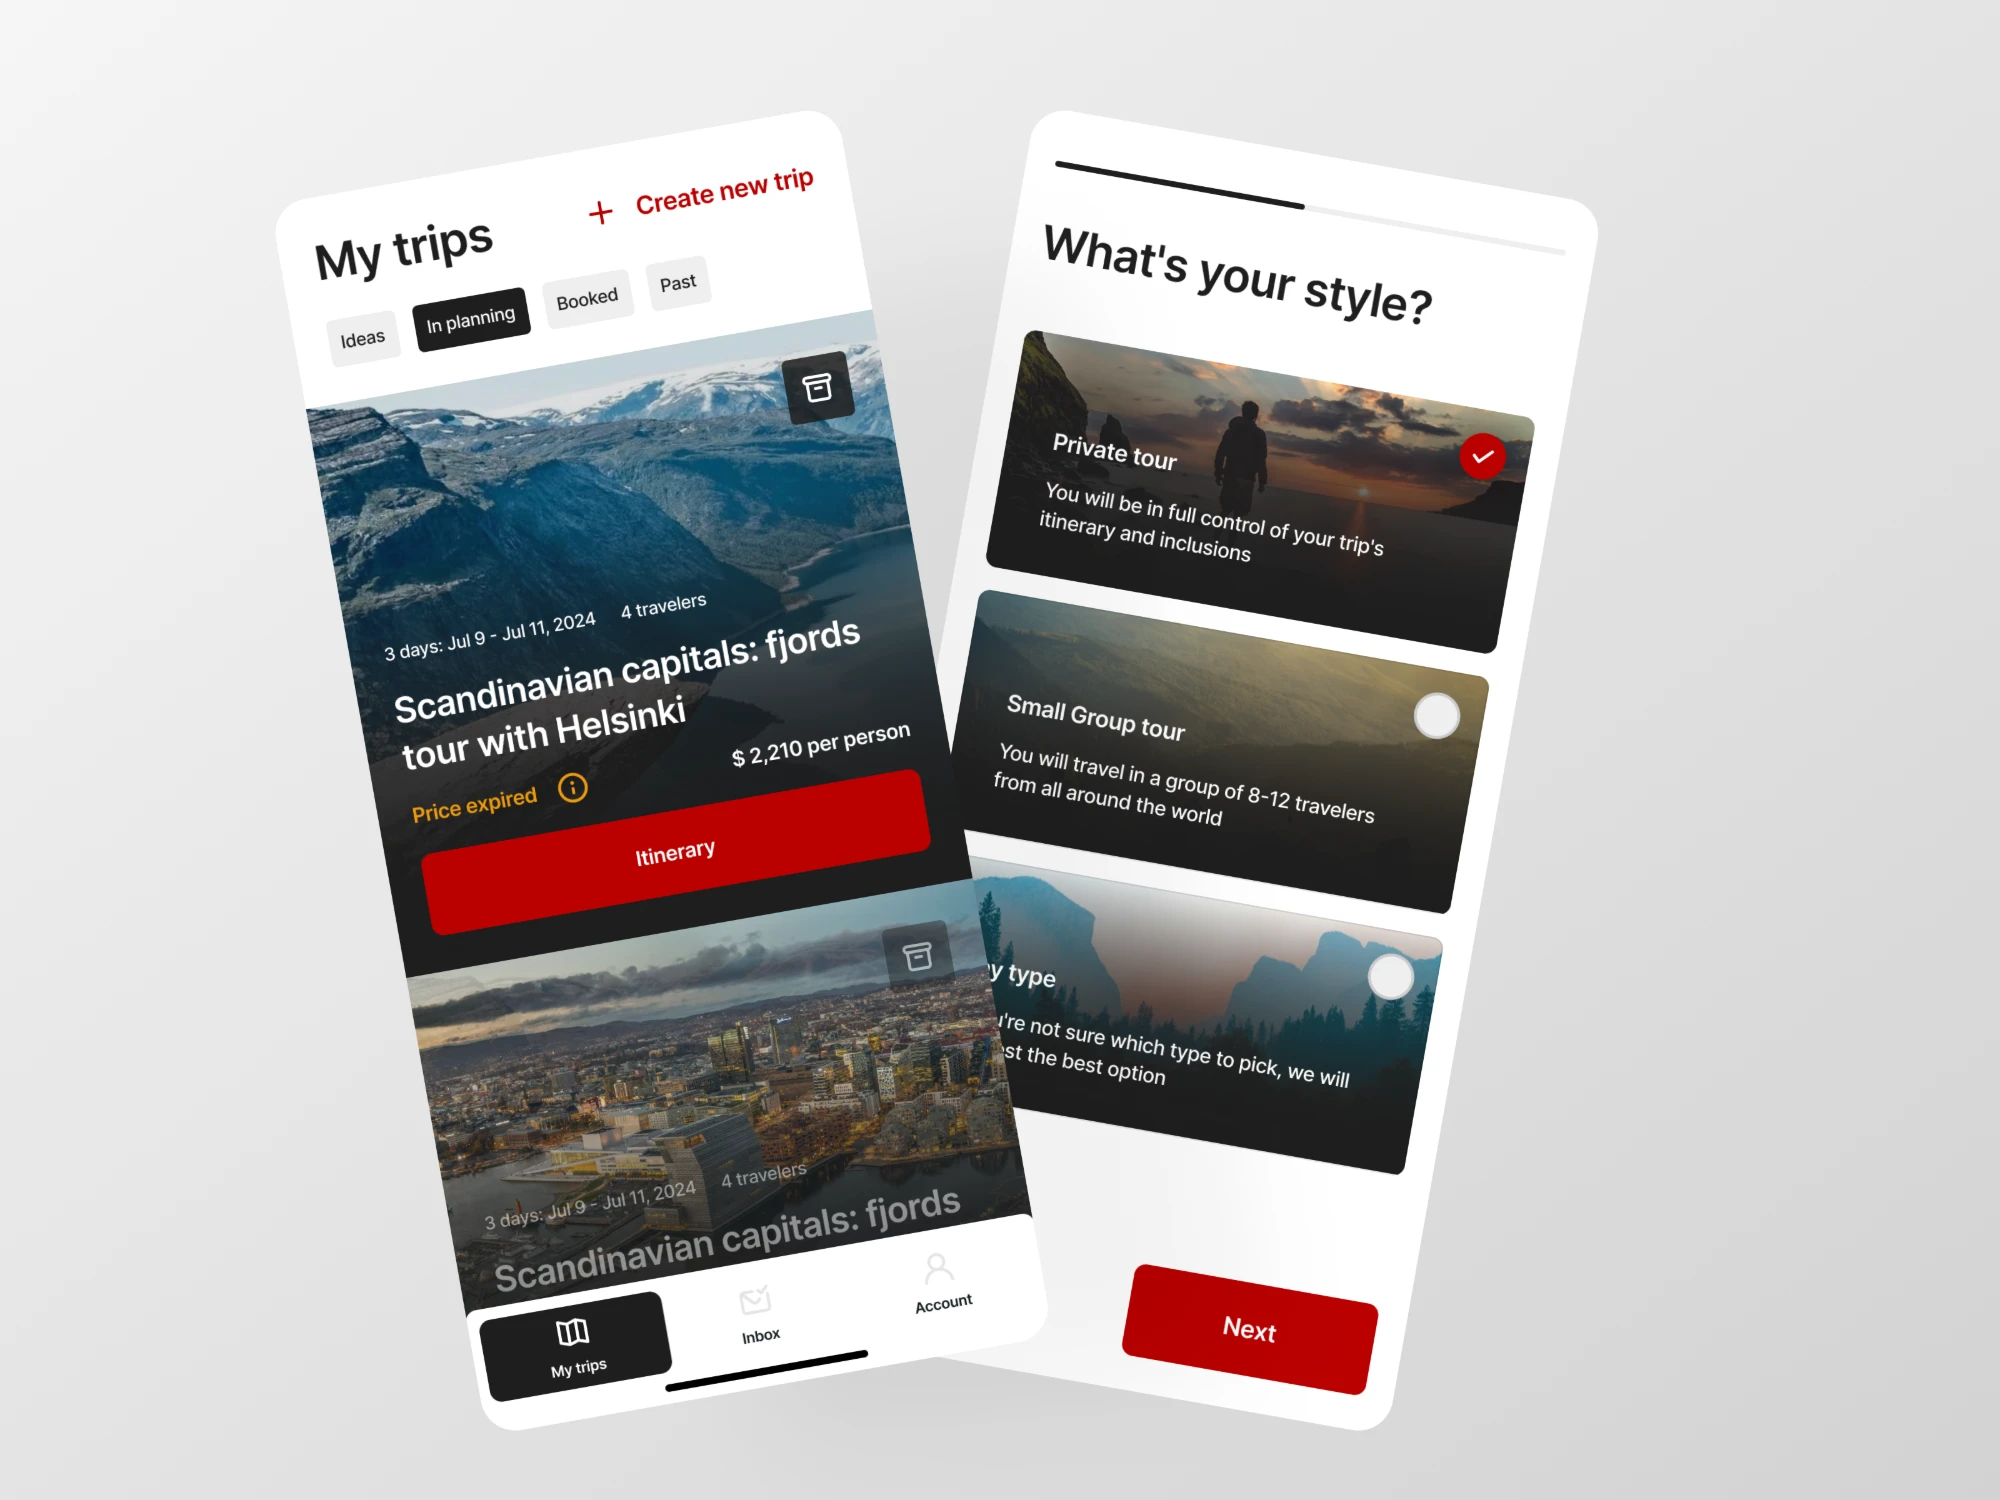 My trips
Create new trip
Ideas
In planning
Booked
Past
3 days: Jul 9 - Jul 11, 2024
4 travelers
Scandinavian capitals: fjords
tour with Helsinki
$ 2,210 per person
Price expired
Itinerary
3 days: Jul 9 - Jul 11, 2024
4 travelers
Scandinavian capitals: fjords
My trips
Inbox
Account
What's your style?
Private tour
You will be in full control of your trip's
itinerary and inclusions
Small Group tour
You will travel in a group of 8-12 travelers
from all around the world
type
not sure which type to pick, we will
the best option
Next